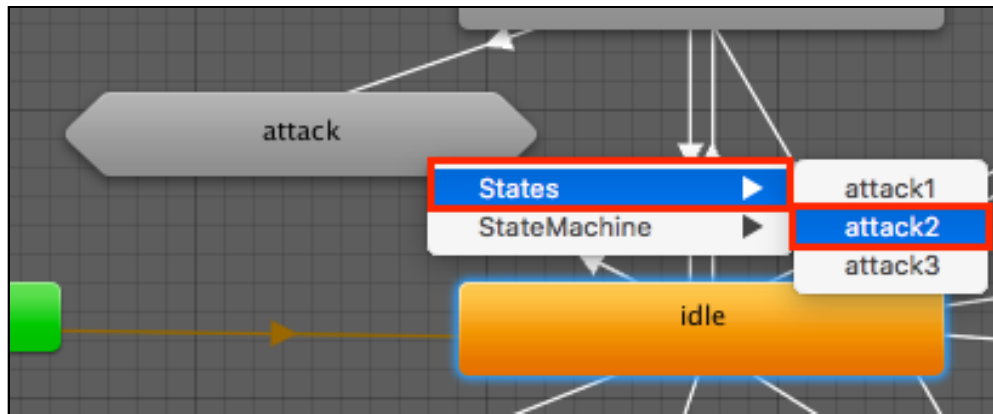 attack
States
StateMachine
attack1
attack2
attack3
idle